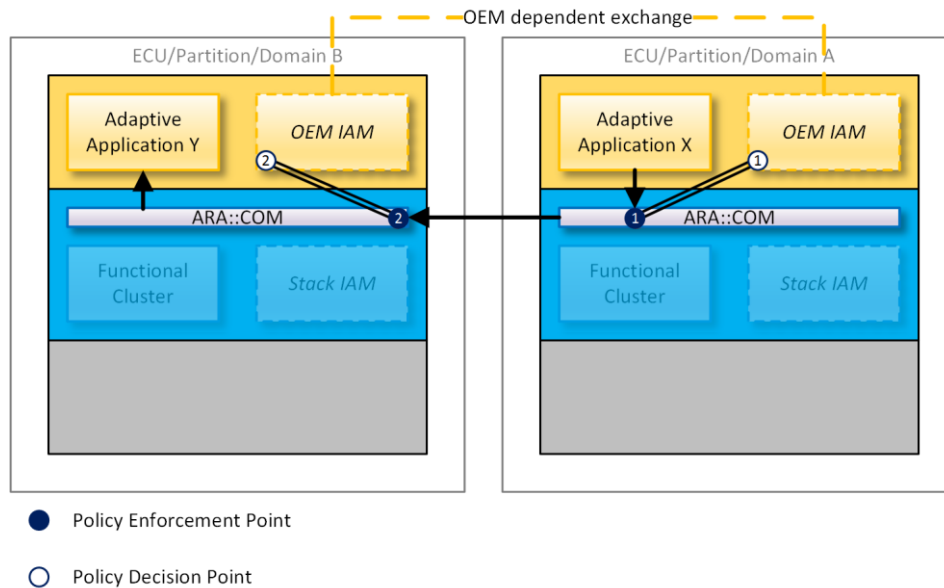 OEM dependent exchange
ECU/Partition/Domain B
Adaptive
Application Y
OEM IAM
2
ARA::COM
2
Functional
Cluster
Stack IAM
ECU/Partition/Domain A
Adaptive
Application X
OEM IAM
1
1
ARA::COM
Functional
Cluster
Stack IAM
Policy Enforcement Point
Policy Decision Point